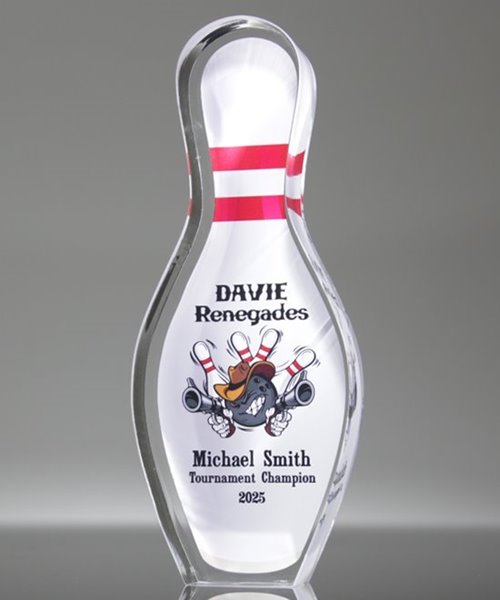 DAVIE
Renegades
Michael Smith
Tournament Champion
2025